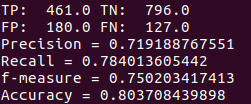 TP:  461.0 TN:  796.0
FP:  180.0 FN:  127.0
Precision = 0.719188767551
Recall = 0.784013605442
f-measure = 0.750203417413
Accuracy = 0.803708439898